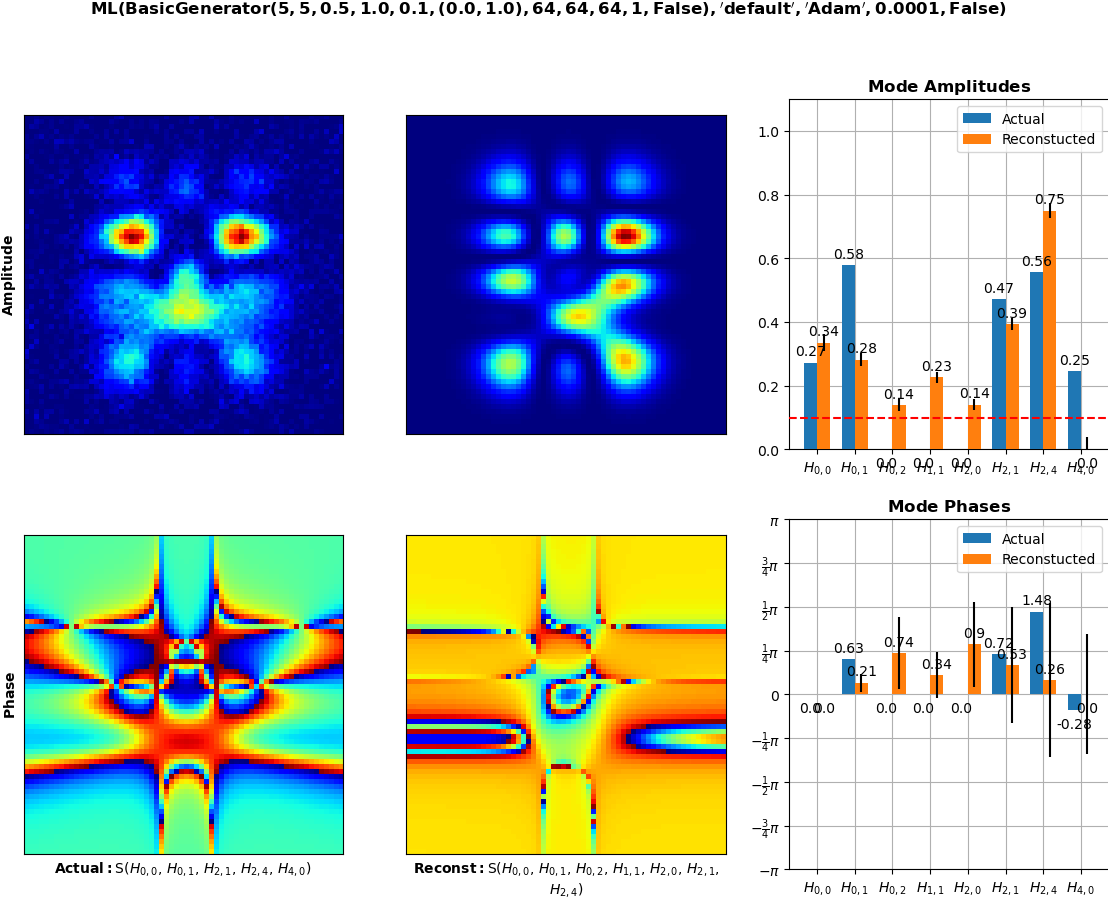 ML(BasicGenerator(5, 5, 0.5, 1.0, 0.1, (0.0, 1.0), 64, 64, 64, 1, False), 'default', 'Adam', 0.0001, False)
Amplitude
Mode Amplitudes
Actual
Reconstucted
1.0
0.8
0.6
0.4
0.2
0.0
0.27
0.34
0.58
0.28
0.0
0.14
0.0
0.23
0.0
0.14
0.47
0.39
0.56
0.75
0.25
0.0
H0,0 H0,1 H0,2 H1,1 H2,0 H2,1 H2,4 H4,0
Phase
Actual: S(H0,0, H0,1, H2,1, H2,4, H4,0)
Reconst: S(H0,0, H0,1, H0,2, H1,1, H2,0, H2,1,
H2,4)
Mode Phases
Actual
Reconstucted
π
3/4π
1/2π
1/4π
0
−1/4π
−1/2π
−3/4π
−π
0.0
0.0
0.63
0.21
0.0
0.74
0.0
0.34
0.0
0.9
0.72
0.53
1.48
0.26
-0.28
0.0
H0,0 H0,1 H0,2 H1,1 H2,0 H2,1 H2,4 H4,0